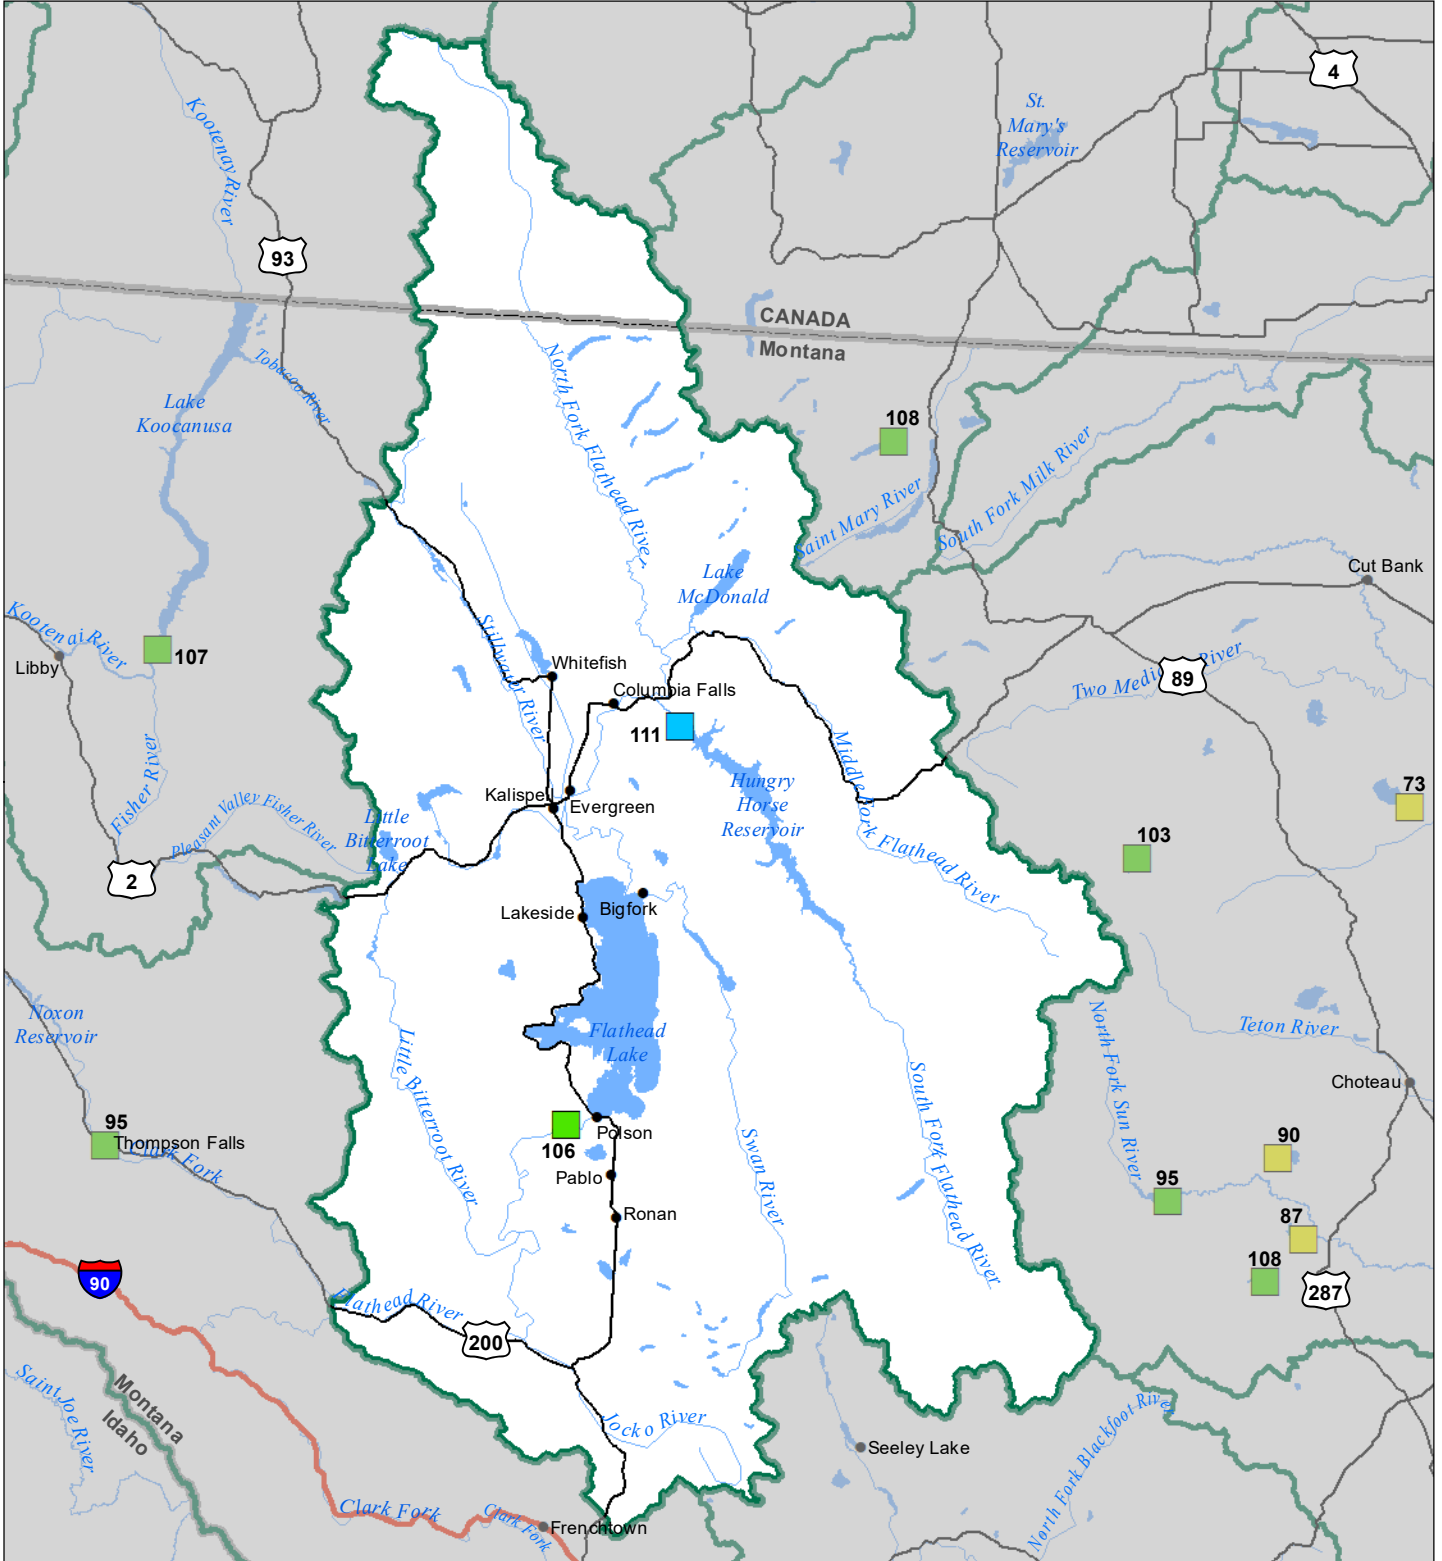 4
St.
Mary's
Reservoir
Kootenay River
93
CANADA
Montana
Tobacco River
North Fork Flathead River
Lake
Koocanusa
108
South Fork Milk River
Saint Mary River
Cut Bank
Lake
McDonald
Kootenai River
Libby
107
Stillwater River
Whitefish
Two Medicine River
89
Columbia Falls
111
Middle Fork Flathead River
Hungry
Horse
Reservoir
Fisher River
Pleasant Valley Fisher River
Kalispell
Evergreen
73
Little
Bitterroot
Lake
103
2
Lakeside
Bigfork
Noxon
Reservoir
Flathead
Lake
Little Bitterroot River
North Fork Sun River
Teton River
South Fork Flathead River
Choteau
95
Thompson Falls
Clark Fork
106
Polson
Swan River
90
Pablo
95
Ronan
87
108
90
287
Flathead River
200
Montana
Idaho
Saint Joe River
Jocko River
North Fork Blackfoot River
Seeley Lake
Clark Fork
Clark Fork
Frenchtown